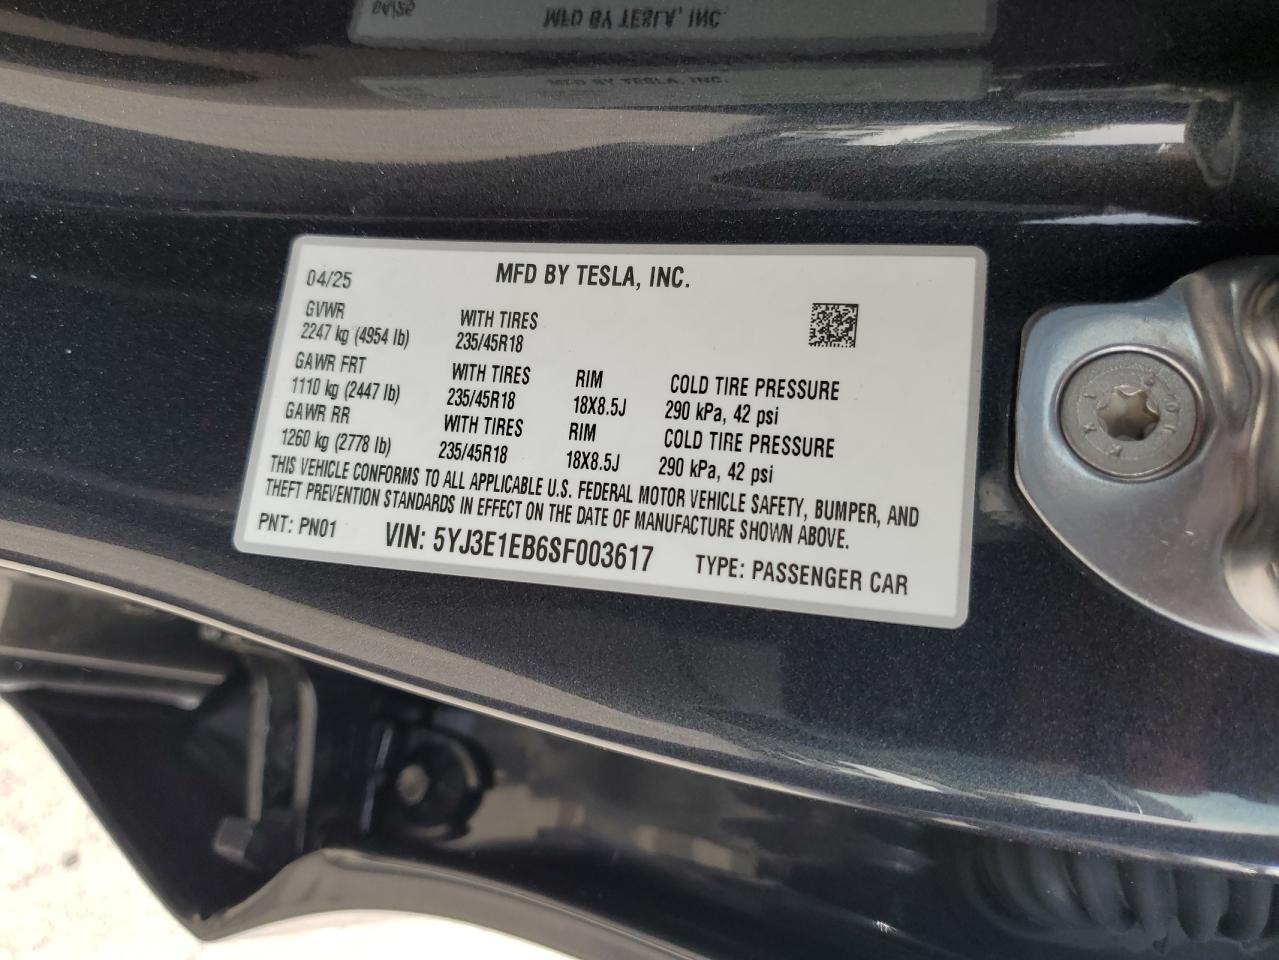 MFD BY TESLA, INC.
04/25
GVWR
2247 kg (4954 lb)
WITH TIRES
235/45R18
GAWR FRT
1110 kg (2447 lb)
WITH TIRES
235/45R18
RIM
18X8.5J
COLD TIRE PRESSURE
290 kPa, 42 psi
GAWR RR
1260 kg (2778 lb)
WITH TIRES
235/45R18
RIM
18X8.5J
COLD TIRE PRESSURE
290 kPa, 42 psi
THIS VEHICLE CONFORMS TO ALL APPLICABLE U.S. FEDERAL MOTOR VEHICLE SAFETY, BUMPER, AND
THEFT PREVENTION STANDARDS IN EFFECT ON THE DATE OF MANUFACTURE SHOWN ABOVE.
PNT: PN01
VIN: 5YJ3E1EB6SF003617
TYPE: PASSENGER CAR